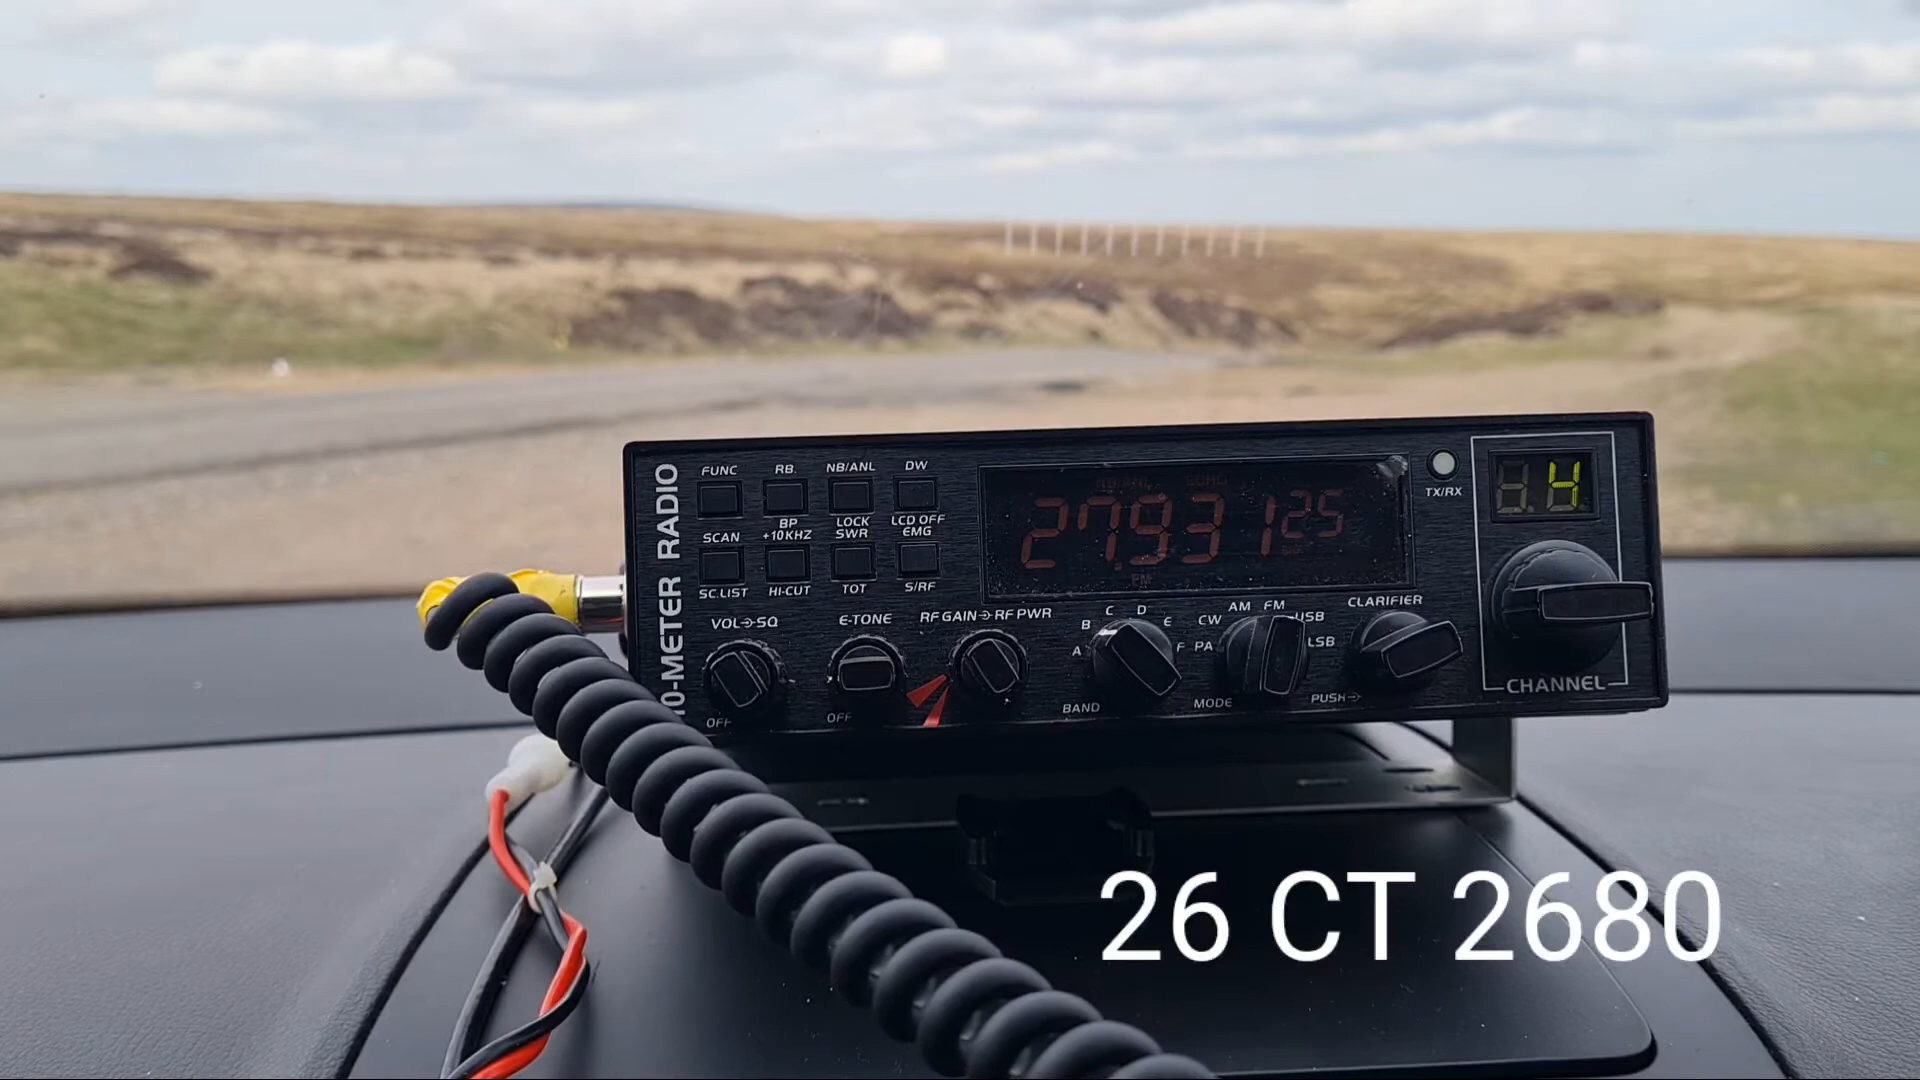 10-METER RADIO
FUNC RB. NB/ANL DW
SCAN BP +10KHZ LOCK SWR LCD OFF EMG
SC.LIST HI-CUT TOT S/RF
27.93125
FM
TX/RX
4
VOL SQ E-TONE RF GAIN RF PWR
OFF OFF
A B C D E F
BAND
PA CW AM FM USB LSB
MODE
CLARIFIER
PUSH
CHANNEL
26 CT 2680